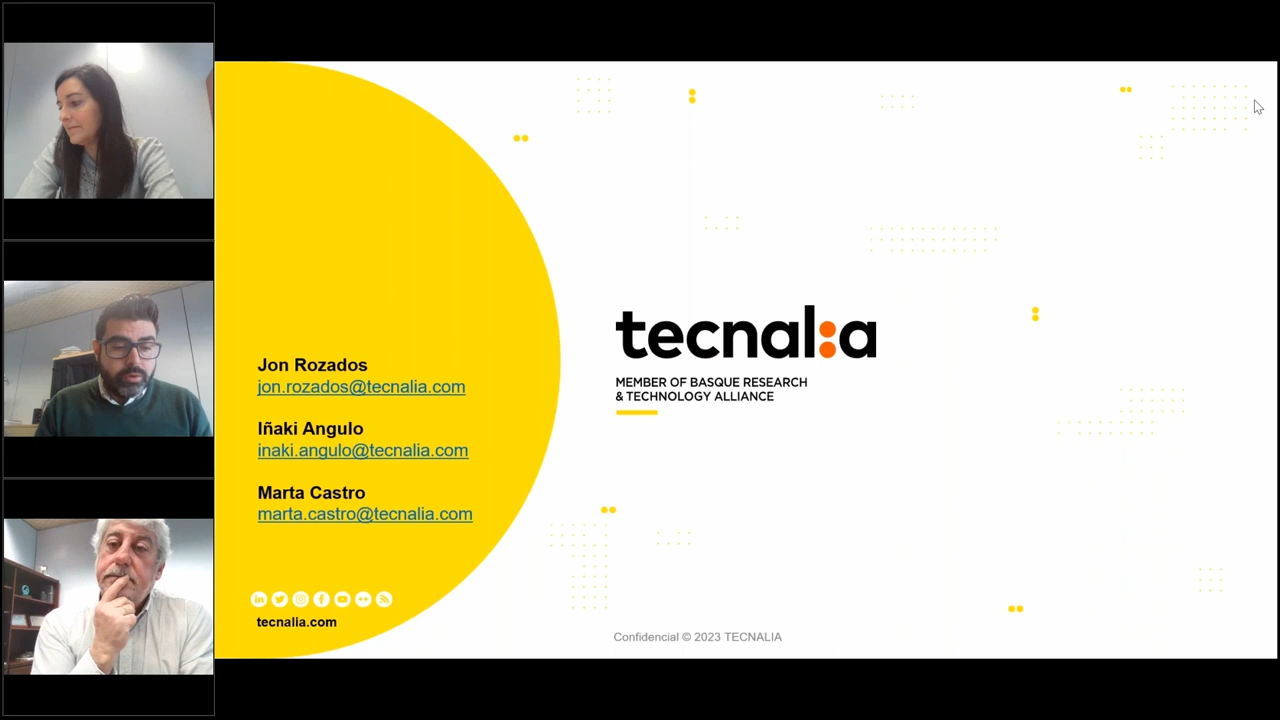 Jon Rozados
jon.rozados@tecnalia.com
Iñaki Angulo
inaki.angulo@tecnalia.com
Marta Castro
marta.castro@tecnalia.com
tecnalia.com
tecnalia
MEMBER OF BASQUE RESEARCH
& TECHNOLOGY ALLIANCE
Confidencial © 2023 TECNALIA